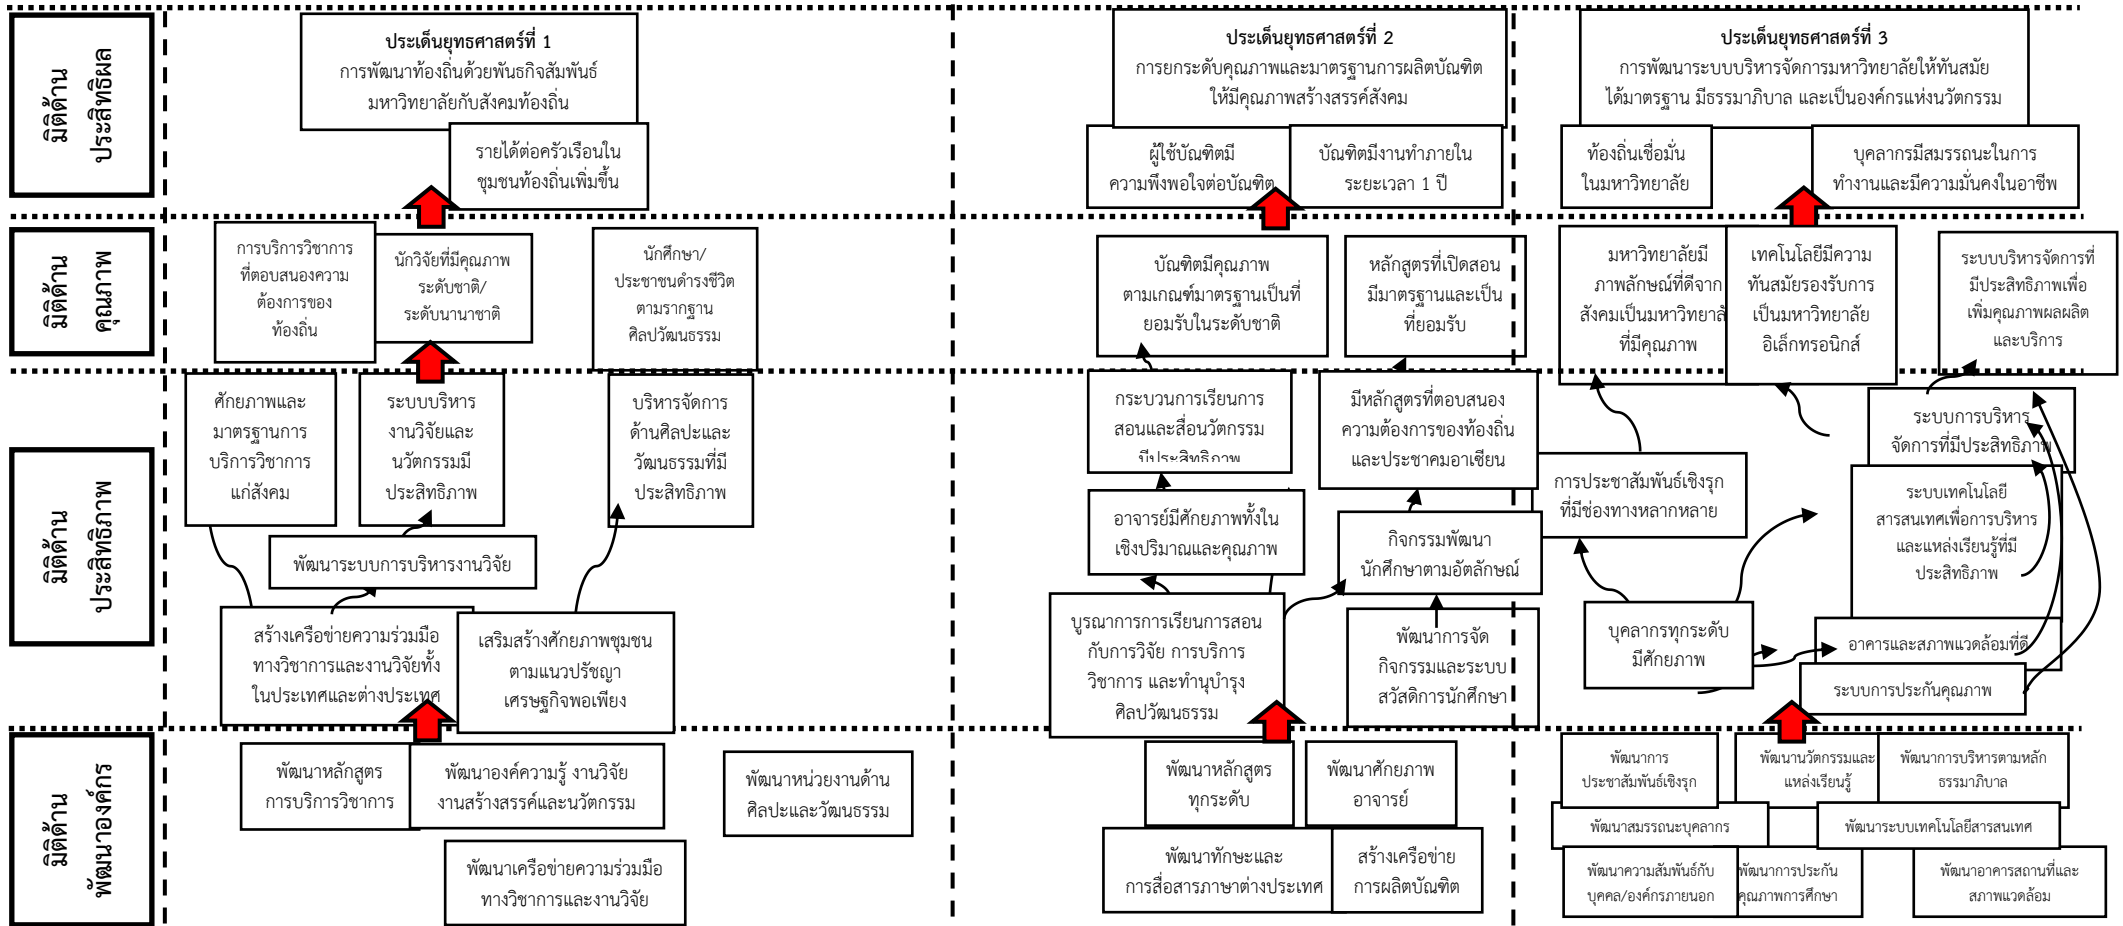 มิติด้าน
ประสิทธิผล
ประเด็นยุทธศาสตร์ที่ 1
การพัฒนาท้องถิ่นด้วยพันธกิจสัมพันธ์
มหาวิทยาลัยกับสังคมท้องถิ่น
รายได้ต่อครัวเรือนใน
ชุมชนท้องถิ่นเพิ่มขึ้น
ประเด็นยุทธศาสตร์ที่ 2
การยกระดับคุณภาพและมาตรฐานการผลิตบัณฑิต
ให้มีคุณภาพสร้างสรรค์สังคม
ผู้ใช้บัณฑิตมี
ความพึงพอใจต่อบัณฑิต
บัณฑิตมีงานทำภายใน
ระยะเวลา 1 ปี
ประเด็นยุทธศาสตร์ที่ 3
การพัฒนาระบบบริหารจัดการมหาวิทยาลัยให้ทันสมัย
ได้มาตรฐาน มีธรรมาภิบาล และเป็นองค์กรแห่งนวัตกรรม
ท้องถิ่นเชื่อมั่น
ในมหาวิทยาลัย
บุคลากรมีสมรรถนะในการ
ทำงานและมีความมั่นคงในอาชีพ
มิติด้าน
คุณภาพ
การบริการวิชาการ
ที่ตอบสนองความ
ต้องการของ
ท้องถิ่น
นักวิจัยที่มีคุณภาพ
ระดับชาติ/
ระดับนานาชาติ
นักศึกษา/
ประชาชนดำรงชีวิต
ตามรากฐาน
ศิลปวัฒนธรรม
บัณฑิตมีคุณภาพ
ตามเกณฑ์มาตรฐานเป็นที่
ยอมรับในระดับชาติ
หลักสูตรที่เปิดสอน
มีมาตรฐานและเป็น
ที่ยอมรับ
มหาวิทยาลัยมี
ภาพลักษณ์ที่ดีจาก
สังคมเป็นมหาวิทยาลั
ที่มีคุณภาพ
เทคโนโลยีมีความ
ทันสมัยรองรับการ
เป็นมหาวิทยาลัย
อิเล็กทรอนิกส์
ระบบบริหารจัดการที่
มีประสิทธิภาพเพื่อ
เพิ่มคุณภาพผลผลิต
และบริการ
มิติด้าน
ประสิทธิภาพ
ศักยภาพและ
มาตรฐานการ
บริการวิชาการ
แก่สังคม
ระบบบริหาร
งานวิจัยและ
นวัตกรรมมี
ประสิทธิภาพ
บริหารจัดการ
ด้านศิลปะและ
วัฒนธรรมที่มี
ประสิทธิภาพ
พัฒนาระบบการบริหารงานวิจัย
สร้างเครือข่ายความร่วมมือ
ทางวิชาการและงานวิจัยทั้ง
ในประเทศและต่างประเทศ
เสริมสร้างศักยภาพชุมชน
ตามแนวปรัชญา
เศรษฐกิจพอเพียง
กระบวนการเรียนการ
สอนและสื่อนวัตกรรม
มีประสิทธิภาพ
มีหลักสูตรที่ตอบสนอง
ความต้องการของท้องถิ่น
และประชาคมอาเซียน
อาจารย์มีศักยภาพทั้งใน
เชิงปริมาณและคุณภาพ
กิจกรรมพัฒนา
นักศึกษาตามอัตลักษณ์
บูรณาการการเรียนการสอน
กับการวิจัย การบริการ
วิชาการ และทำนุบำรุง
ศิลปวัฒนธรรม
พัฒนาการจัด
กิจกรรมและระบบ
สวัสดิการนักศึกษา
การประชาสัมพันธ์เชิงรุก
ที่มีช่องทางหลากหลาย
ระบบการบริหาร
จัดการที่มีประสิทธิภาพ
ระบบเทคโนโลยี
สารสนเทศเพื่อการบริหาร
และแหล่งเรียนรู้ที่มี
ประสิทธิภาพ
บุคลากรทุกระดับ
มีศักยภาพ
อาคารและสภาพแวดล้อมที่ดี
ระบบการประกันคุณภาพ
มิติด้าน
พัฒนาองค์กร
พัฒนาหลักสูตร
การบริการวิชาการ
พัฒนาองค์ความรู้ งานวิจัย
งานสร้างสรรค์และนวัตกรรม
พัฒนาหน่วยงานด้าน
ศิลปะและวัฒนธรรม
พัฒนาเครือข่ายความร่วมมือ
ทางวิชาการและงานวิจัย
พัฒนาหลักสูตร
ทุกระดับ
พัฒนาศักยภาพ
อาจารย์
พัฒนาทักษะและ
การสื่อสารภาษาต่างประเทศ
สร้างเครือข่าย
การผลิตบัณฑิต
พัฒนาการ
ประชาสัมพันธ์เชิงรุก
พัฒนานวัตกรรมและ
แหล่งเรียนรู้
พัฒนาการบริหารตามหลัก
ธรรมาภิบาล
พัฒนาสมรรถนะบุคลากร
พัฒนาระบบเทคโนโลยีสารสนเทศ
พัฒนาความสัมพันธ์กับ
บุคคล/องค์กรภายนอก
พัฒนาการประกัน
คุณภาพการศึกษา
พัฒนาอาคารสถานที่และ
สภาพแวดล้อม